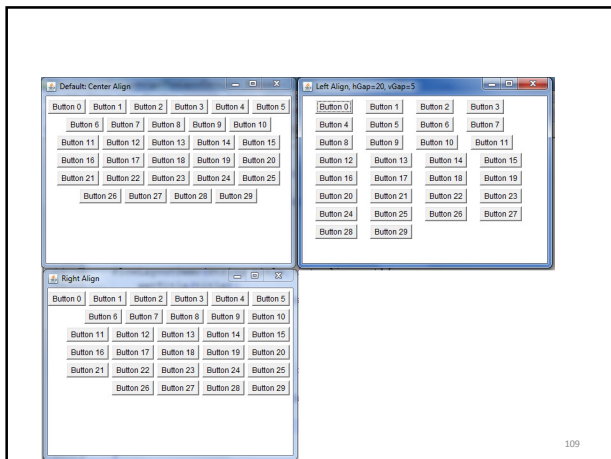 Default: Center Align
Button 0 Button 1 Button 2 Button 3 Button 4 Button 5
Button 6 Button 7 Button 8 Button 9 Button 10
Button 11 Button 12 Button 13 Button 14 Button 15
Button 16 Button 17 Button 18 Button 19 Button 20
Button 21 Button 22 Button 23 Button 24 Button 25
Button 26 Button 27 Button 28 Button 29
Left Align, hGap=20, vGap=5
Button 0 Button 1 Button 2 Button 3
Button 4 Button 5 Button 6 Button 7
Button 8 Button 9 Button 10 Button 11
Button 12 Button 13 Button 14 Button 15
Button 16 Button 17 Button 18 Button 19
Button 20 Button 21 Button 22 Button 23
Button 24 Button 25 Button 26 Button 27
Button 28 Button 29
Right Align
Button 0 Button 1 Button 2 Button 3 Button 4 Button 5
Button 6 Button 7 Button 8 Button 9 Button 10
Button 11 Button 12 Button 13 Button 14 Button 15
Button 16 Button 17 Button 18 Button 19 Button 20
Button 21 Button 22 Button 23 Button 24 Button 25
Button 26 Button 27 Button 28 Button 29
109